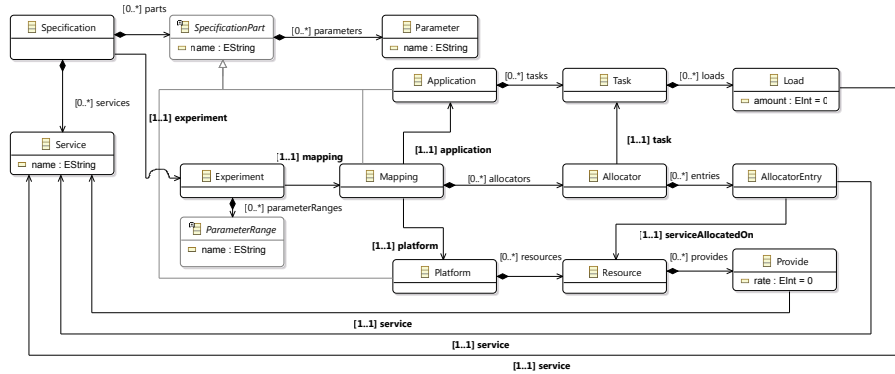 [0..*] parts
Specification
SpecificationPart
Parameter
name : EString
[0..*] parameters
name : EString
Application
[0..*] tasks
Task
[0..*] loads
Load
amount : EInt = 0
[0..*] services
[1..1] experiment
Service
name : EString
[1..1] mapping
[1..1] application
[1..1] task
Experiment
Mapping
[0..*] allocators
Allocator
[0..*] entries
AllocatorEntry
[0..*] parameterRanges
ParameterRange
name : EString
[1..1] platform
[1..1] serviceAllocatedOn
Platform
[0..*] resources
Resource
[0..*] provides
Provide
rate : EInt = 0
[1..1] service
[1..1] service
[1..1] service